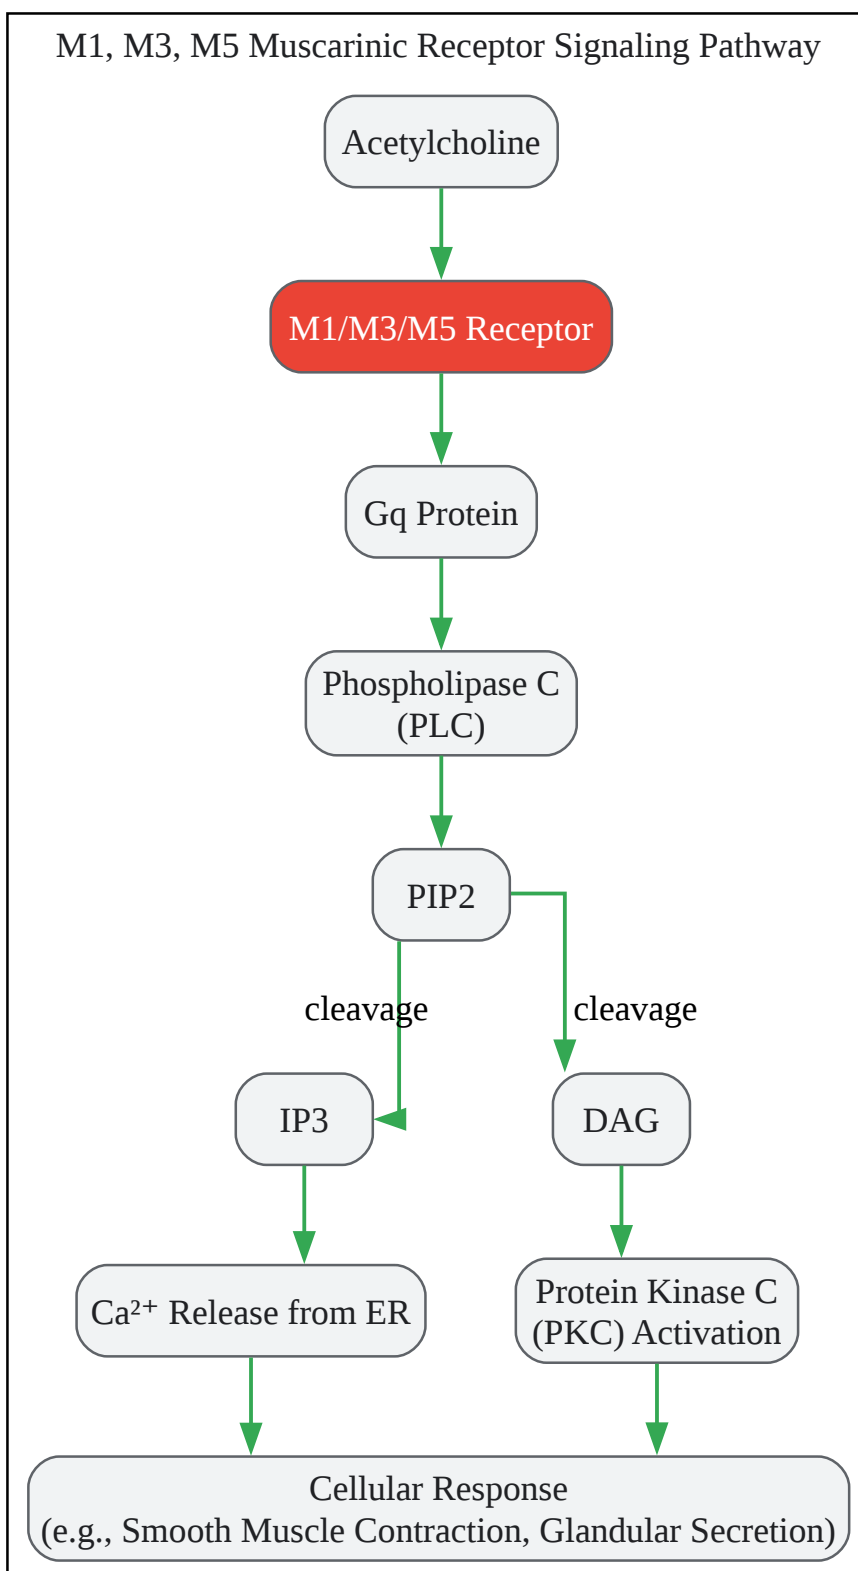 M1, M3, M5 Muscarinic Receptor Signaling Pathway
Acetylcholine
M1/M3/M5 Receptor
Gq Protein
Phospholipase C
(PLC)
PIP2
cleavage
cleavage
IP3
DAG
Ca²⁺ Release from ER
Protein Kinase C
(PKC) Activation
Cellular Response
(e.g., Smooth Muscle Contraction, Glandular Secretion)